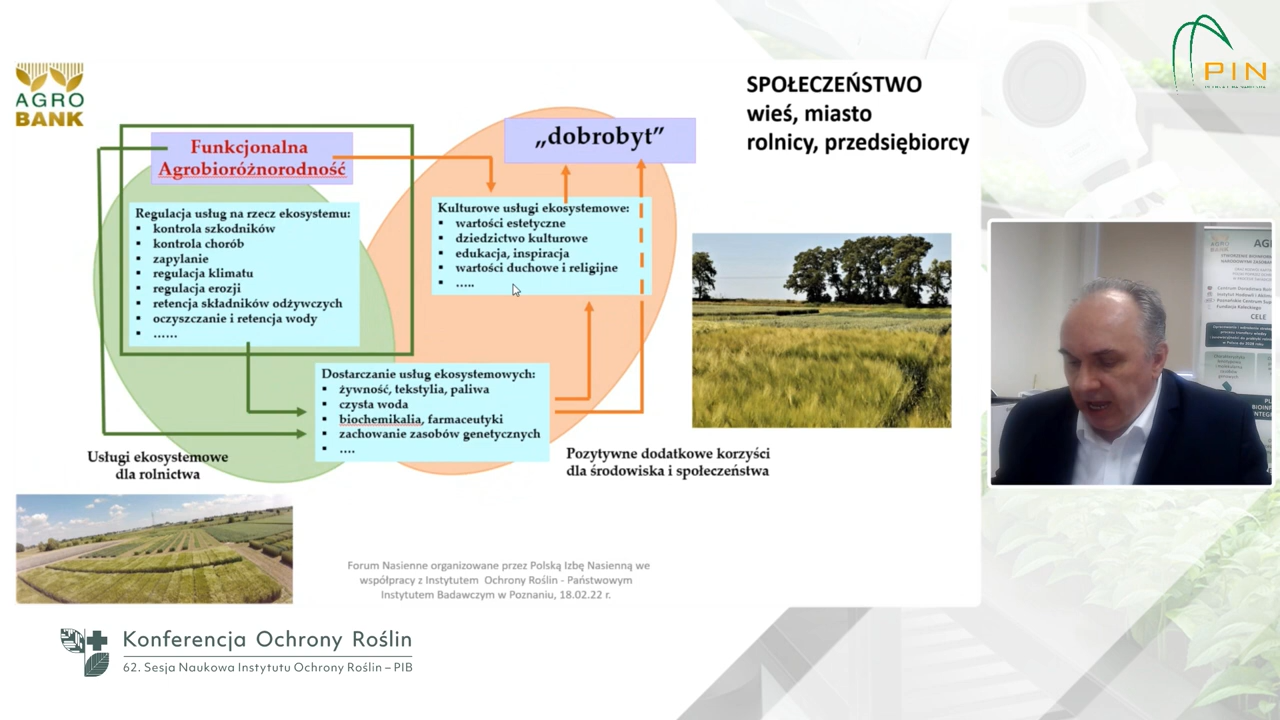 AGRO
BANK
Funkcjonalna
Agrobioróżnorodność
Regulacja usług na rzecz ekosystemu:
▪ kontrola szkodników
▪ kontrola chorób
▪ zapylanie
▪ regulacja klimatu
▪ regulacja erozji
▪ retencja składników odżywczych
▪ oczyszczanie i retencja wody
▪ ......
„dobrobyt”
Kulturowe usługi ekosystemowe:
▪ wartości estetyczne
▪ dziedzictwo kulturowe
▪ edukacja, inspiracja
▪ wartości duchowe i religijne
▪ .....
Dostarczanie usług ekosystemowych:
▪ żywność, tekstylia, paliwa
▪ czysta woda
▪ biochemikalia, farmaceutyki
▪ zachowanie zasobów genetycznych
▪ ....
Usługi ekosystemowe
dla rolnictwa
Pozytywne dodatkowe korzyści
dla środowiska i społeczeństwa
SPOŁECZEŃSTWO
wieś, miasto
rolnicy, przedsiębiorcy
Forum Nasienne organizowane przez Polską Izbę Nasienną we
współpracy z Instytutem Ochrony Roślin - Państwowym
Instytutem Badawczym w Poznaniu, 18.02.22 r.
Konferencja Ochrony Roślin
62. Sesja Naukowa Instytutu Ochrony Roślin – PIB
PIN
CELE